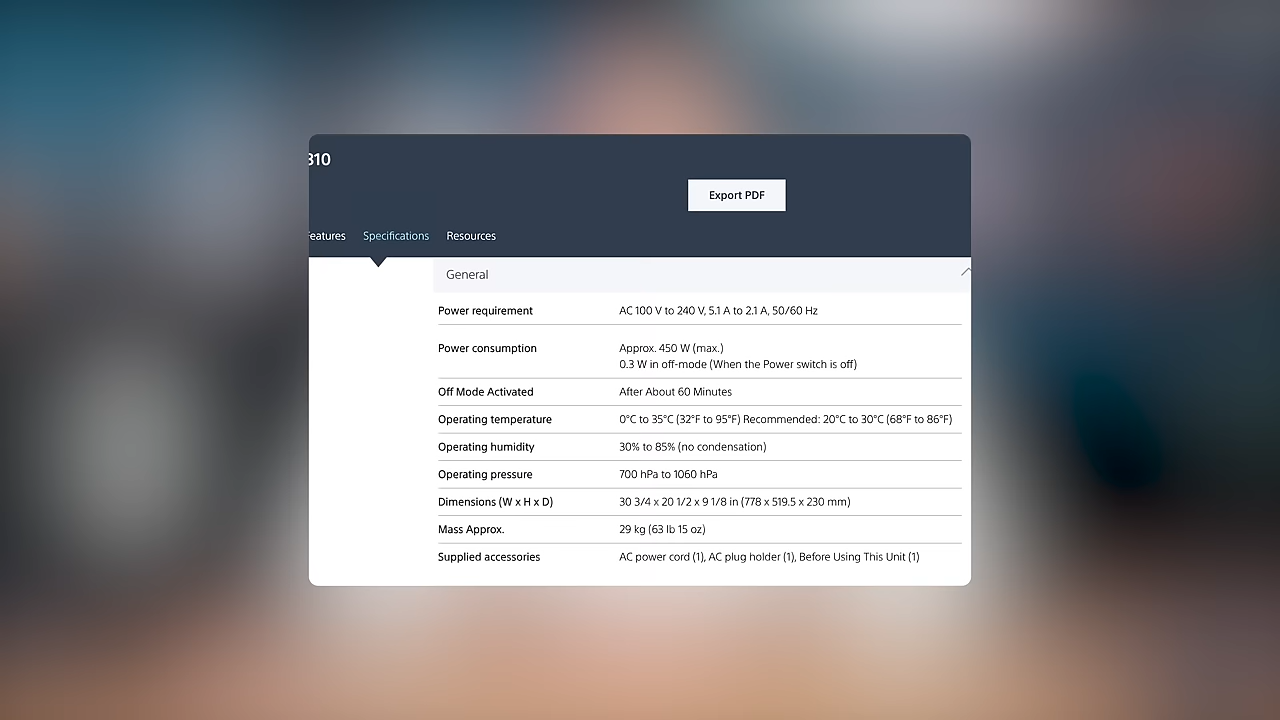 310
Export PDF
Features Specifications Resources
General
Power requirement AC 100 V to 240 V, 5.1 A to 2.1 A, 50/60 Hz
Power consumption Approx. 450 W (max.)
0.3 W in off-mode (When the Power switch is off)
Off Mode Activated After About 60 Minutes
Operating temperature 0°C to 35°C (32°F to 95°F) Recommended: 20°C to 30°C (68°F to 86°F)
Operating humidity 30% to 85% (no condensation)
Operating pressure 700 hPa to 1060 hPa
Dimensions (W x H x D) 30 3/4 x 20 1/2 x 9 1/8 in (778 x 519.5 x 230 mm)
Mass Approx. 29 kg (63 lb 15 oz)
Supplied accessories AC power cord (1), AC plug holder (1), Before Using This Unit (1)